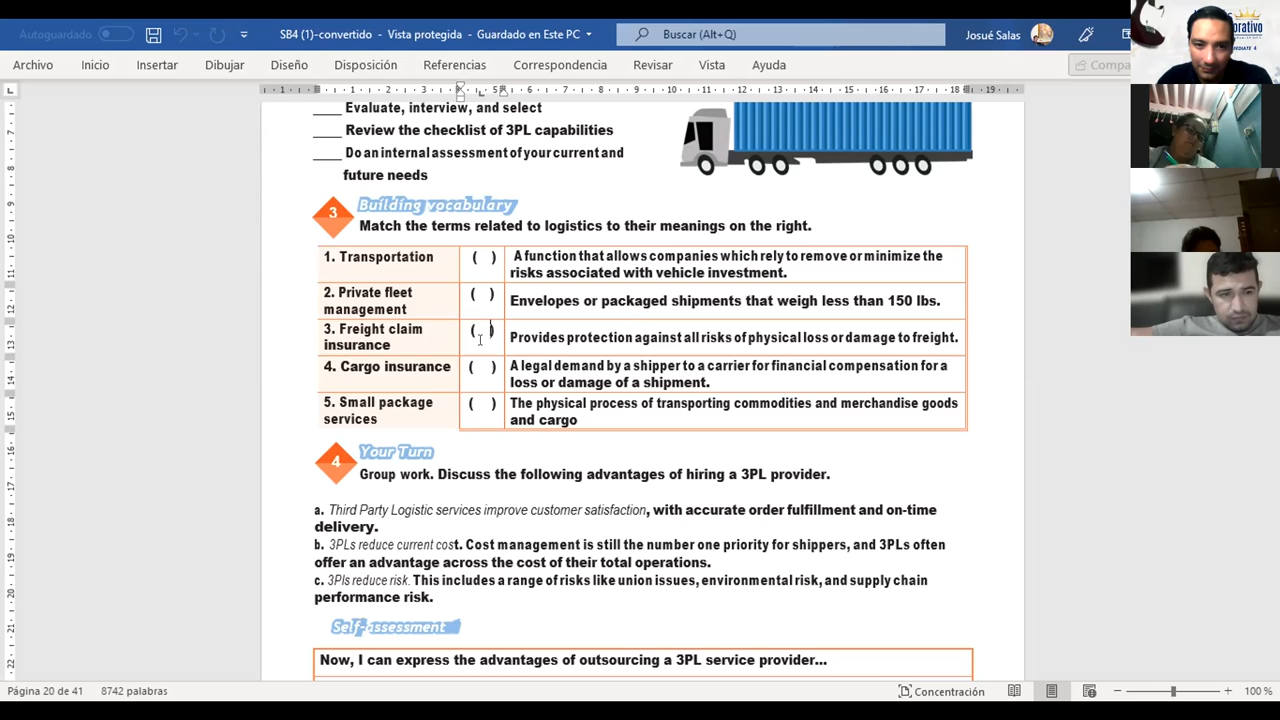 Autoguardado
SB4 (1)-convertido - Vista protegida - Guardado en Este PC
Buscar (Alt+Q)
Josué Salas
orativo
MEDIATE 4
Archivo Inicio Insertar Dibujar Diseño Disposición Referencias Correspondencia Revisar Vista Ayuda Compa
____ Evaluate, interview, and select
____ Review the checklist of 3PL capabilities
____ Do an internal assessment of your current and
future needs
3 Building vocabulary
Match the terms related to logistics to their meanings on the right.
1. Transportation ( ) A function that allows companies which rely to remove or minimize the
risks associated with vehicle investment.
2. Private fleet
management ( ) Envelopes or packaged shipments that weigh less than 150 lbs.
3. Freight claim
insurance ( ) Provides protection against all risks of physical loss or damage to freight.
4. Cargo insurance ( ) A legal demand by a shipper to a carrier for financial compensation for a
loss or damage of a shipment.
5. Small package
services ( ) The physical process of transporting commodities and merchandise goods
and cargo
4 Your Turn
Group work. Discuss the following advantages of hiring a 3PL provider.
a. Third Party Logistic services improve customer satisfaction, with accurate order fulfillment and on-time
delivery.
b. 3PLs reduce current cost. Cost management is still the number one priority for shippers, and 3PLs often
offer an advantage across the cost of their total operations.
c. 3Pls reduce risk. This includes a range of risks like union issues, environmental risk, and supply chain
performance risk.
Self-assessment
Now, I can express the advantages of outsourcing a 3PL service provider...
Página 20 de 41 8742 palabras Concentración 100 %